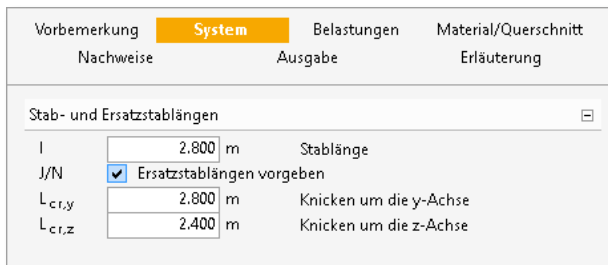 Vorbemerkung System Belastungen Material/Querschnitt
Nachweise Ausgabe Erläuterung
Stab- und Ersatzstablängen
l 2.800 m Stablänge
J/N Ersatzstablängen vorgeben
Lcr,y 2.800 m Knicken um die y-Achse
Lcr,z 2.400 m Knicken um die z-Achse